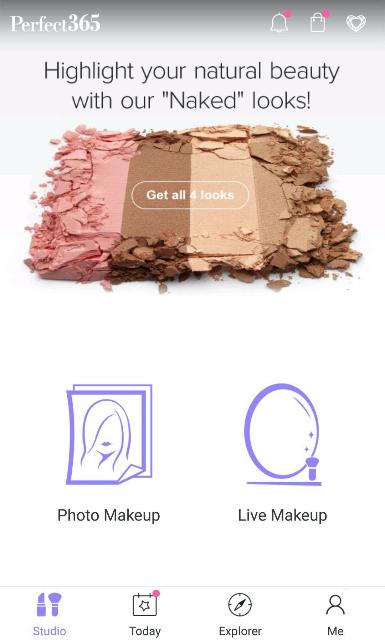 Perfect365
Highlight your natural beauty
with our "Naked" looks!
Get all 4 looks
Photo Makeup
Live Makeup
Studio
Today
Explorer
Me